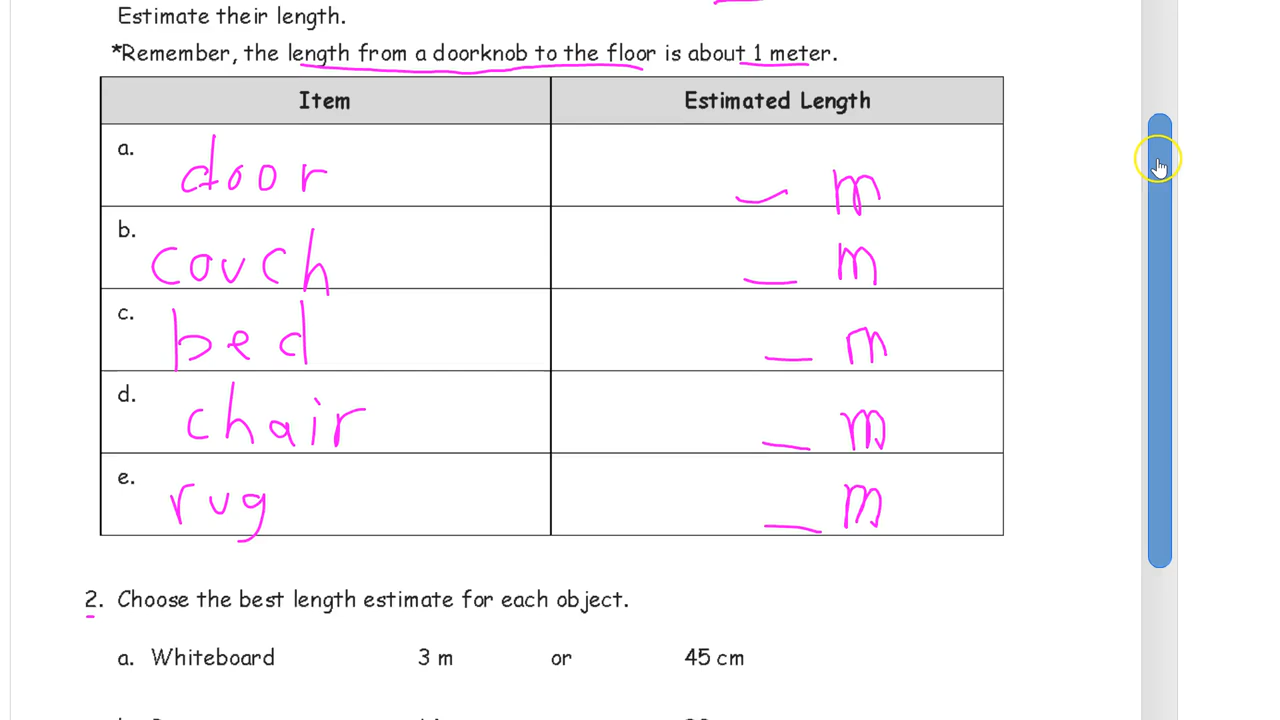 Estimate their length.
*Remember, the length from a doorknob to the floor is about 1 meter.
Item Estimated Length
a. door _ m
b. couch _ m
c. bed _ m
d. chair _ m
e. rug _ m
2. Choose the best length estimate for each object.
a. Whiteboard 3 m or 45 cm